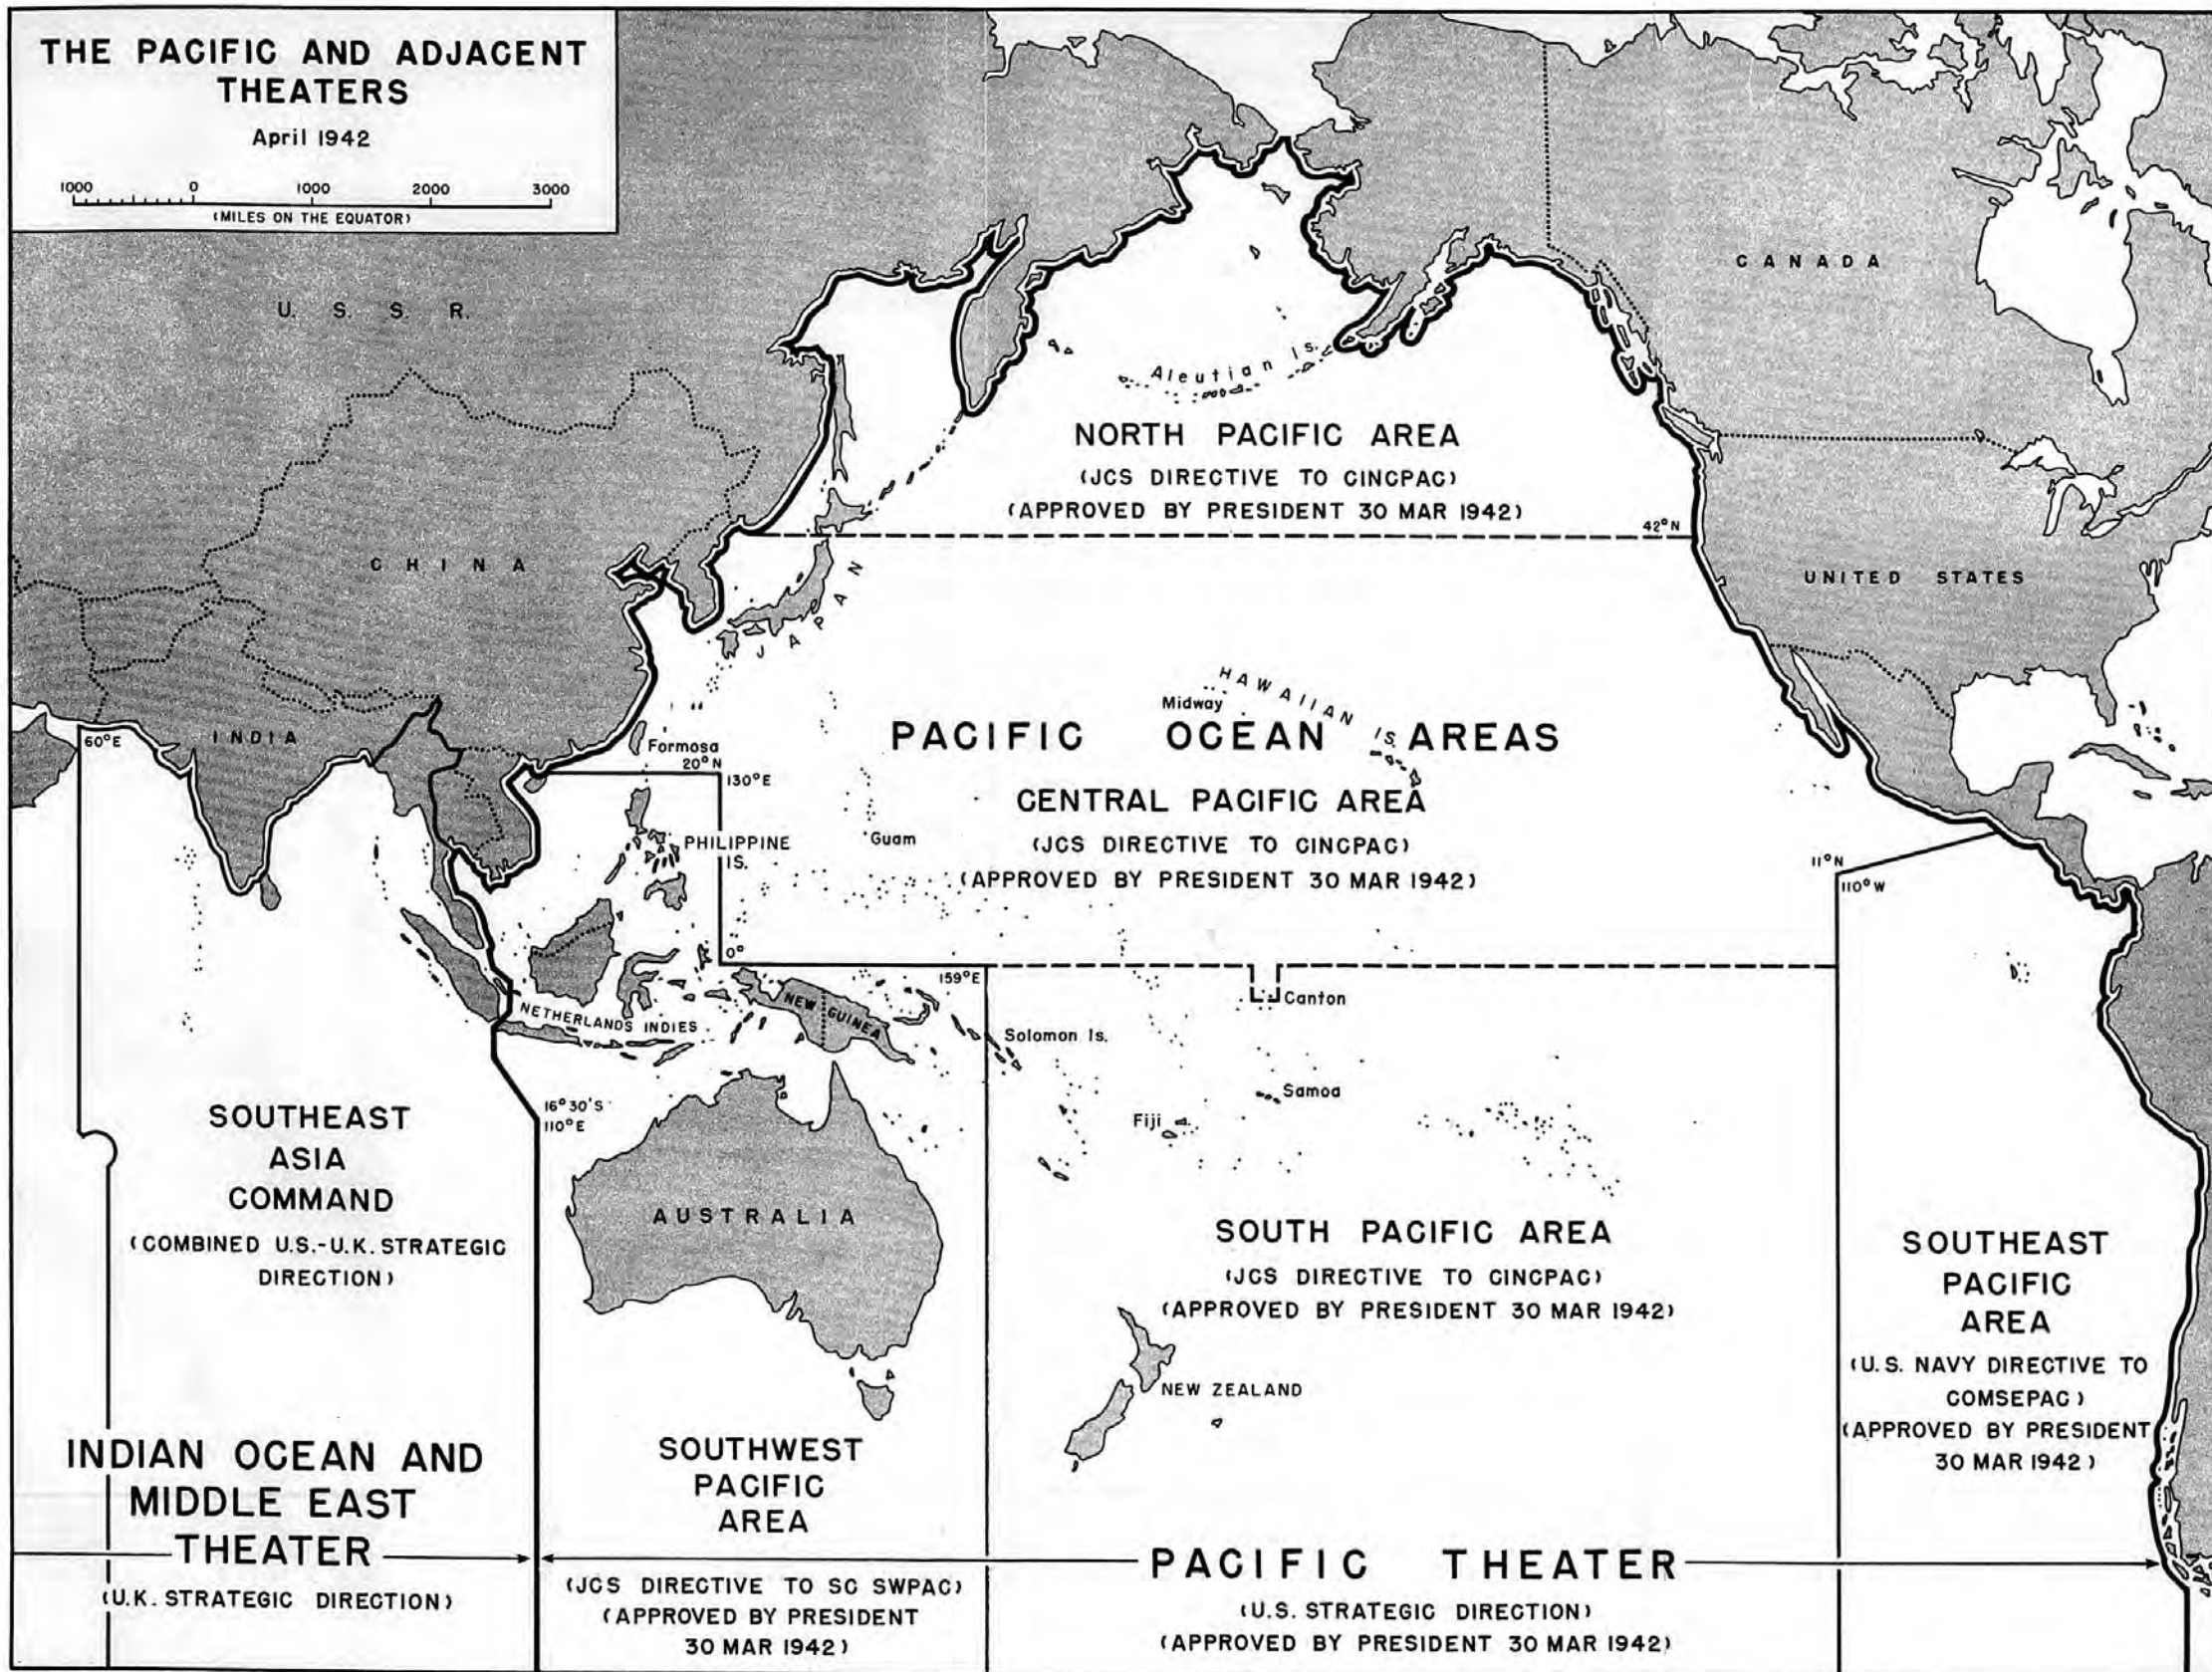 THE PACIFIC AND ADJACENT
THEATERS
April 1942
1000 0 1000 2000 3000
(MILES ON THE EQUATOR)
U. S. S. R.
CANADA
Aleutian Is.
NORTH PACIFIC AREA
(JCS DIRECTIVE TO CINCPAC)
(APPROVED BY PRESIDENT 30 MAR 1942)
42°N
CHINA
JAPAN
UNITED STATES
HAWAIIAN IS.
Midway
60°E
INDIA
Formosa
20°N
130°E
PACIFIC OCEAN AREAS
CENTRAL PACIFIC AREA
(JCS DIRECTIVE TO CINCPAC)
(APPROVED BY PRESIDENT 30 MAR 1942)
PHILIPPINE
IS.
Guam
11°N
110°W
0°
159°E
Canton
NETHERLANDS INDIES
NEW GUINEA
Solomon Is.
Samoa
Fiji
16°30'S
110°E
SOUTHEAST
ASIA
COMMAND
(COMBINED U.S.-U.K. STRATEGIC
DIRECTION)
AUSTRALIA
SOUTH PACIFIC AREA
(JCS DIRECTIVE TO CINCPAC)
(APPROVED BY PRESIDENT 30 MAR 1942)
NEW ZEALAND
SOUTHEAST
PACIFIC
AREA
(U.S. NAVY DIRECTIVE TO
COMSEPAC)
(APPROVED BY PRESIDENT
30 MAR 1942)
INDIAN OCEAN AND
MIDDLE EAST
THEATER
(U.K. STRATEGIC DIRECTION)
SOUTHWEST
PACIFIC
AREA
(JCS DIRECTIVE TO SC SWPAC)
(APPROVED BY PRESIDENT
30 MAR 1942)
PACIFIC THEATER
(U.S. STRATEGIC DIRECTION)
(APPROVED BY PRESIDENT 30 MAR 1942)